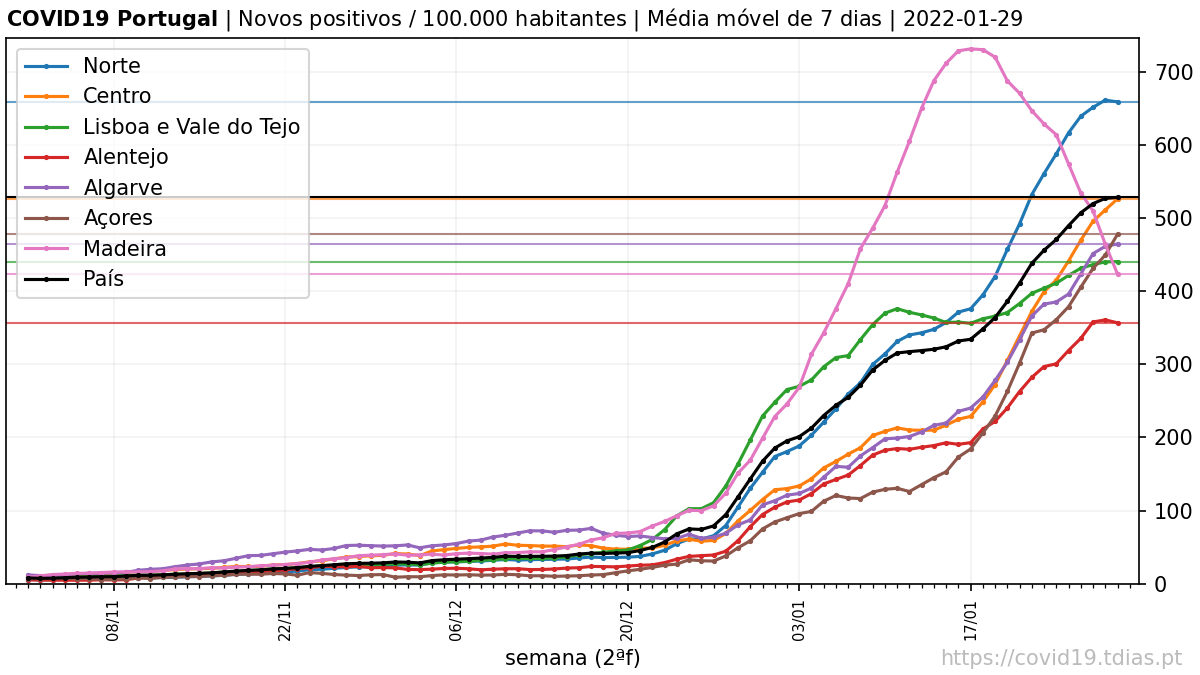 COVID19 Portugal | Novos positivos / 100.000 habitantes | Média móvel de 7 dias | 2022-01-29
Norte
Centro
Lisboa e Vale do Tejo
Alentejo
Algarve
Açores
Madeira
País
700
600
500
400
300
200
100
0
08/11
22/11
06/12
20/12
03/01
17/01
semana (2ªf)
https://covid19.tdias.pt